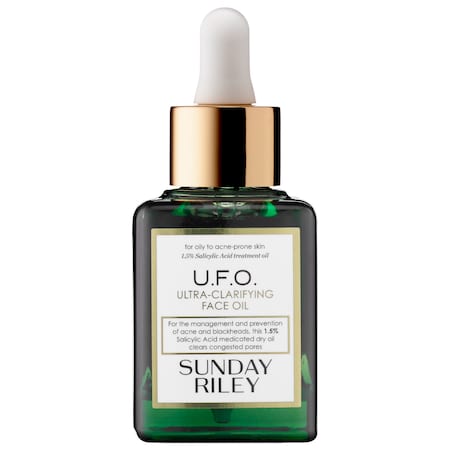 for oily to acne-prone skin
1.5% Salicylic Acid treatment oil
U.F.O.
ULTRA-CLARIFYING
FACE OIL
For the management and prevention
of acne and blackheads, this 1.5%
Salicylic Acid medicated dry oil
clears congested pores
SUNDAY
RILEY